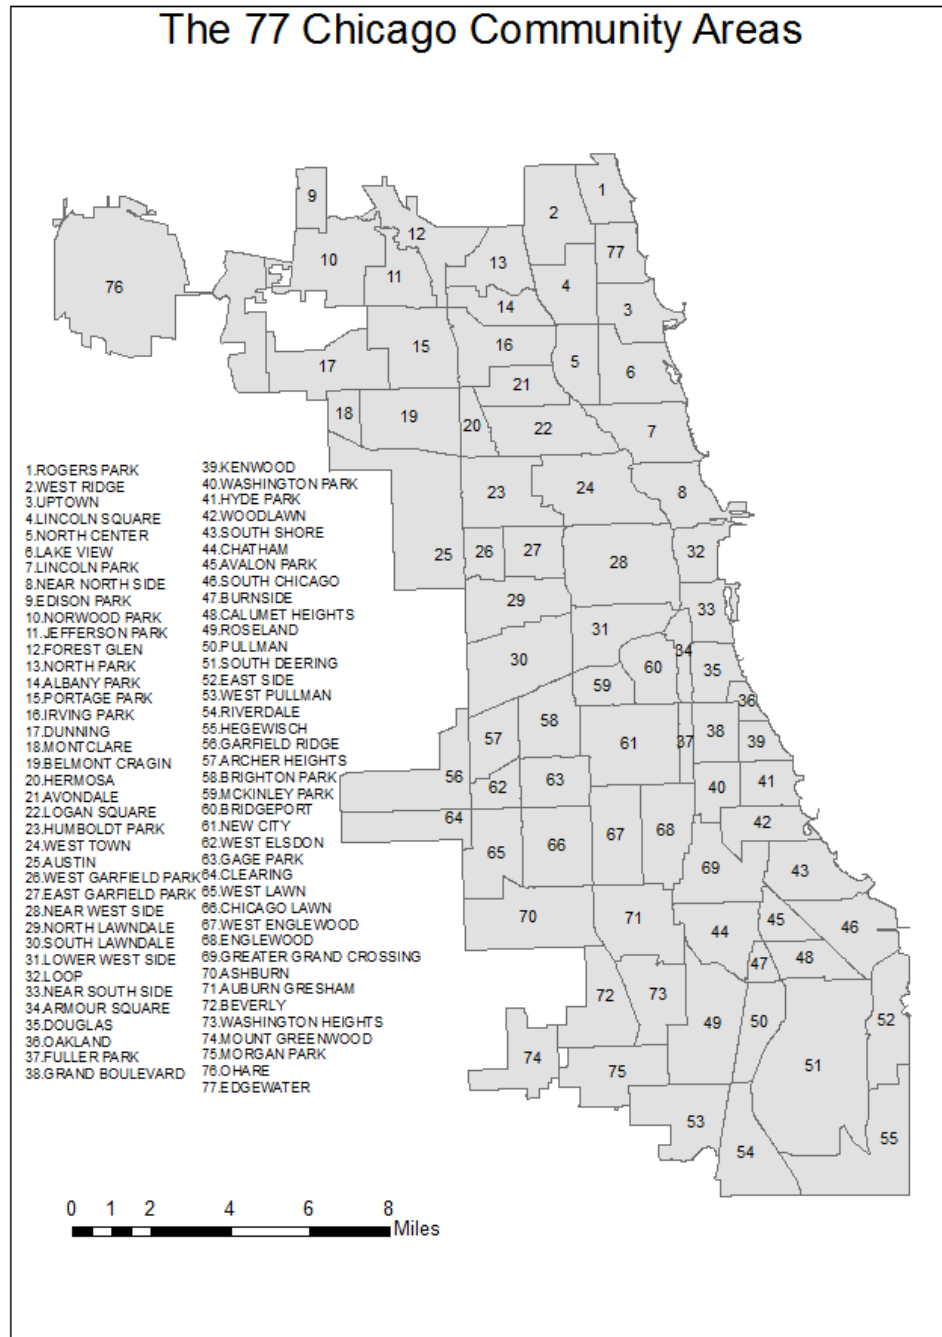 The 77 Chicago Community Areas
1
2
9
12
77
10
13
11
76
4
14
3
15
16
5
17
6
21
18
19
20
22
7
1.ROGERS PARK
2.WEST RIDGE
3.UPTOWN
4.LINCOLN SQUARE
5.NORTH CENTER
6.LAKE VIEW
7.LINCOLN PARK
8.NEAR NORTH SIDE
9.EDISON PARK
10.NORWOOD PARK
11.JEFFERSON PARK
12.FOREST GLEN
13.NORTH PARK
14.ALBANY PARK
15.PORTAGE PARK
16.IRVING PARK
17.DUNNING
18.MONTCLARE
19.BELMONT CRAGIN
20.HERMOSA
21.AVONDALE
22.LOGAN SQUARE
23.HUMBOLDT PARK
24.WEST TOWN
25.AUSTIN
26.WEST GARFIELD PARK
27.EAST GARFIELD PARK
28.NEAR WEST SIDE
29.NORTH LAWNDALE
30.SOUTH LAWNDALE
31.LOWER WEST SIDE
32.LOOP
33.NEAR SOUTH SIDE
34.ARMOUR SQUARE
35.DOUGLAS
36.OAKLAND
37.FULLER PARK
38.GRAND BOULEVARD
39.KENWOOD
40.WASHINGTON PARK
41.HYDE PARK
42.WOODLAWN
43.SOUTH SHORE
44.CHATHAM
45.AVALON PARK
46.SOUTH CHICAGO
47.BURNSIDE
48.CALUMET HEIGHTS
49.ROSELAND
50.PULLMAN
51.SOUTH DEERING
52.EAST SIDE
53.WEST PULLMAN
54.RIVERDALE
55.HEGEWISCH
56.GARFIELD RIDGE
57.ARCHER HEIGHTS
58.BRIGHTON PARK
59.MCKINLEY PARK
60.BRIDGEPORT
61.NEW CITY
62.WEST ELSDON
63.GAGE PARK
64.CLEARING
65.WEST LAWN
66.CHICAGO LAWN
67.WEST ENGLEWOOD
68.ENGLEWOOD
69.GREATER GRAND CROSSING
70.ASHBURN
71.AUBURN GRESHAM
72.BEVERLY
73.WASHINGTON HEIGHTS
74.MOUNT GREENWOOD
75.MORGAN PARK
76.OHARE
77.EDGEWATER
23
24
8
25
26
27
28
32
29
33
31
30
34
60
35
59
36
58
57
61
37
38
39
56
62
63
40
41
64
65
66
67
68
42
69
43
70
71
44
45
46
47
48
72
73
49
50
52
74
75
51
53
54
55
0 1 2 4 6 8
Miles